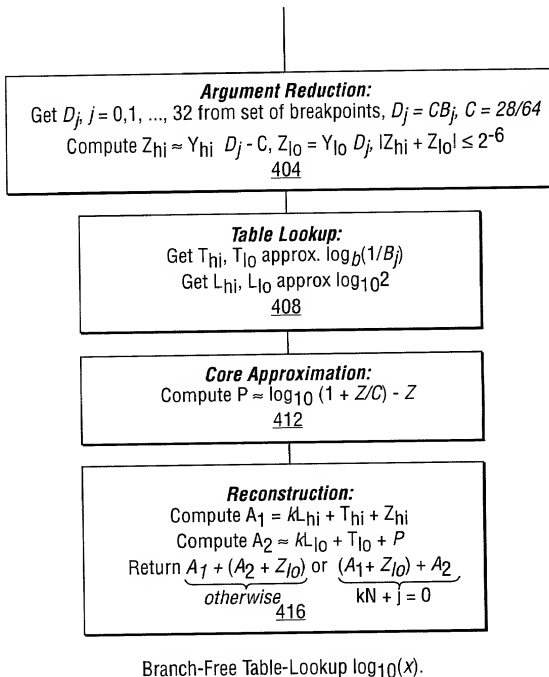 Argument Reduction:
Get Dj, j = 0,1, ..., 32 from set of breakpoints, Dj = CBj, C = 28/64
Compute Zhi ≈ Yhi Dj - C, Zlo = Ylo Dj, |Zhi + Zlo| ≤ 2⁻⁶
404
Table Lookup:
Get Thi, Tlo approx. logb(1/Bj)
Get Lhi, Llo approx log₁₀2
408
Core Approximation:
Compute P ≈ log₁₀ (1 + Z/C) - Z
412
Reconstruction:
Compute A₁ = kLhi + Thi + Zhi
Compute A₂ ≈ kLlo + Tlo + P
Return A₁ + (A₂ + Zlo) or (A₁+ Zlo) + A₂
otherwise kN + j = 0
416
Branch-Free Table-Lookup log₁₀(x).